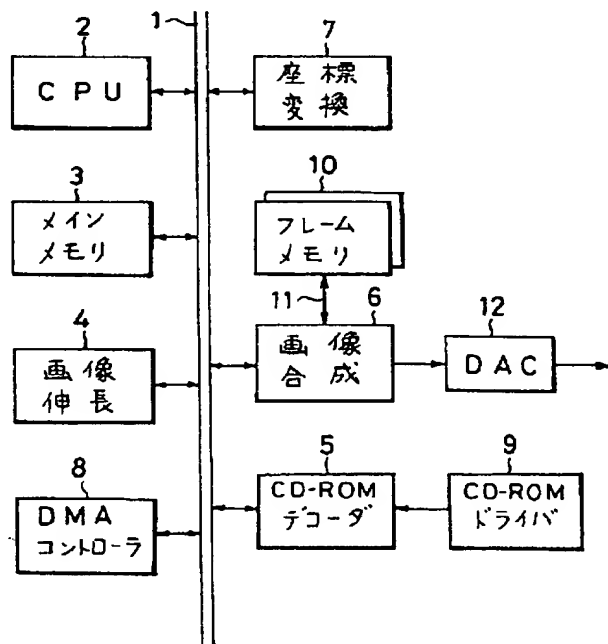 1
2
CPU
7
座標
変換
3
メイン
メモリ
10
フレーム
メモリ
11
4
画像
伸長
6
画像
合成
12
DAC
8
DMA
コントローラ
5
CD-ROM
デコーダ
9
CD-ROM
ドライバ